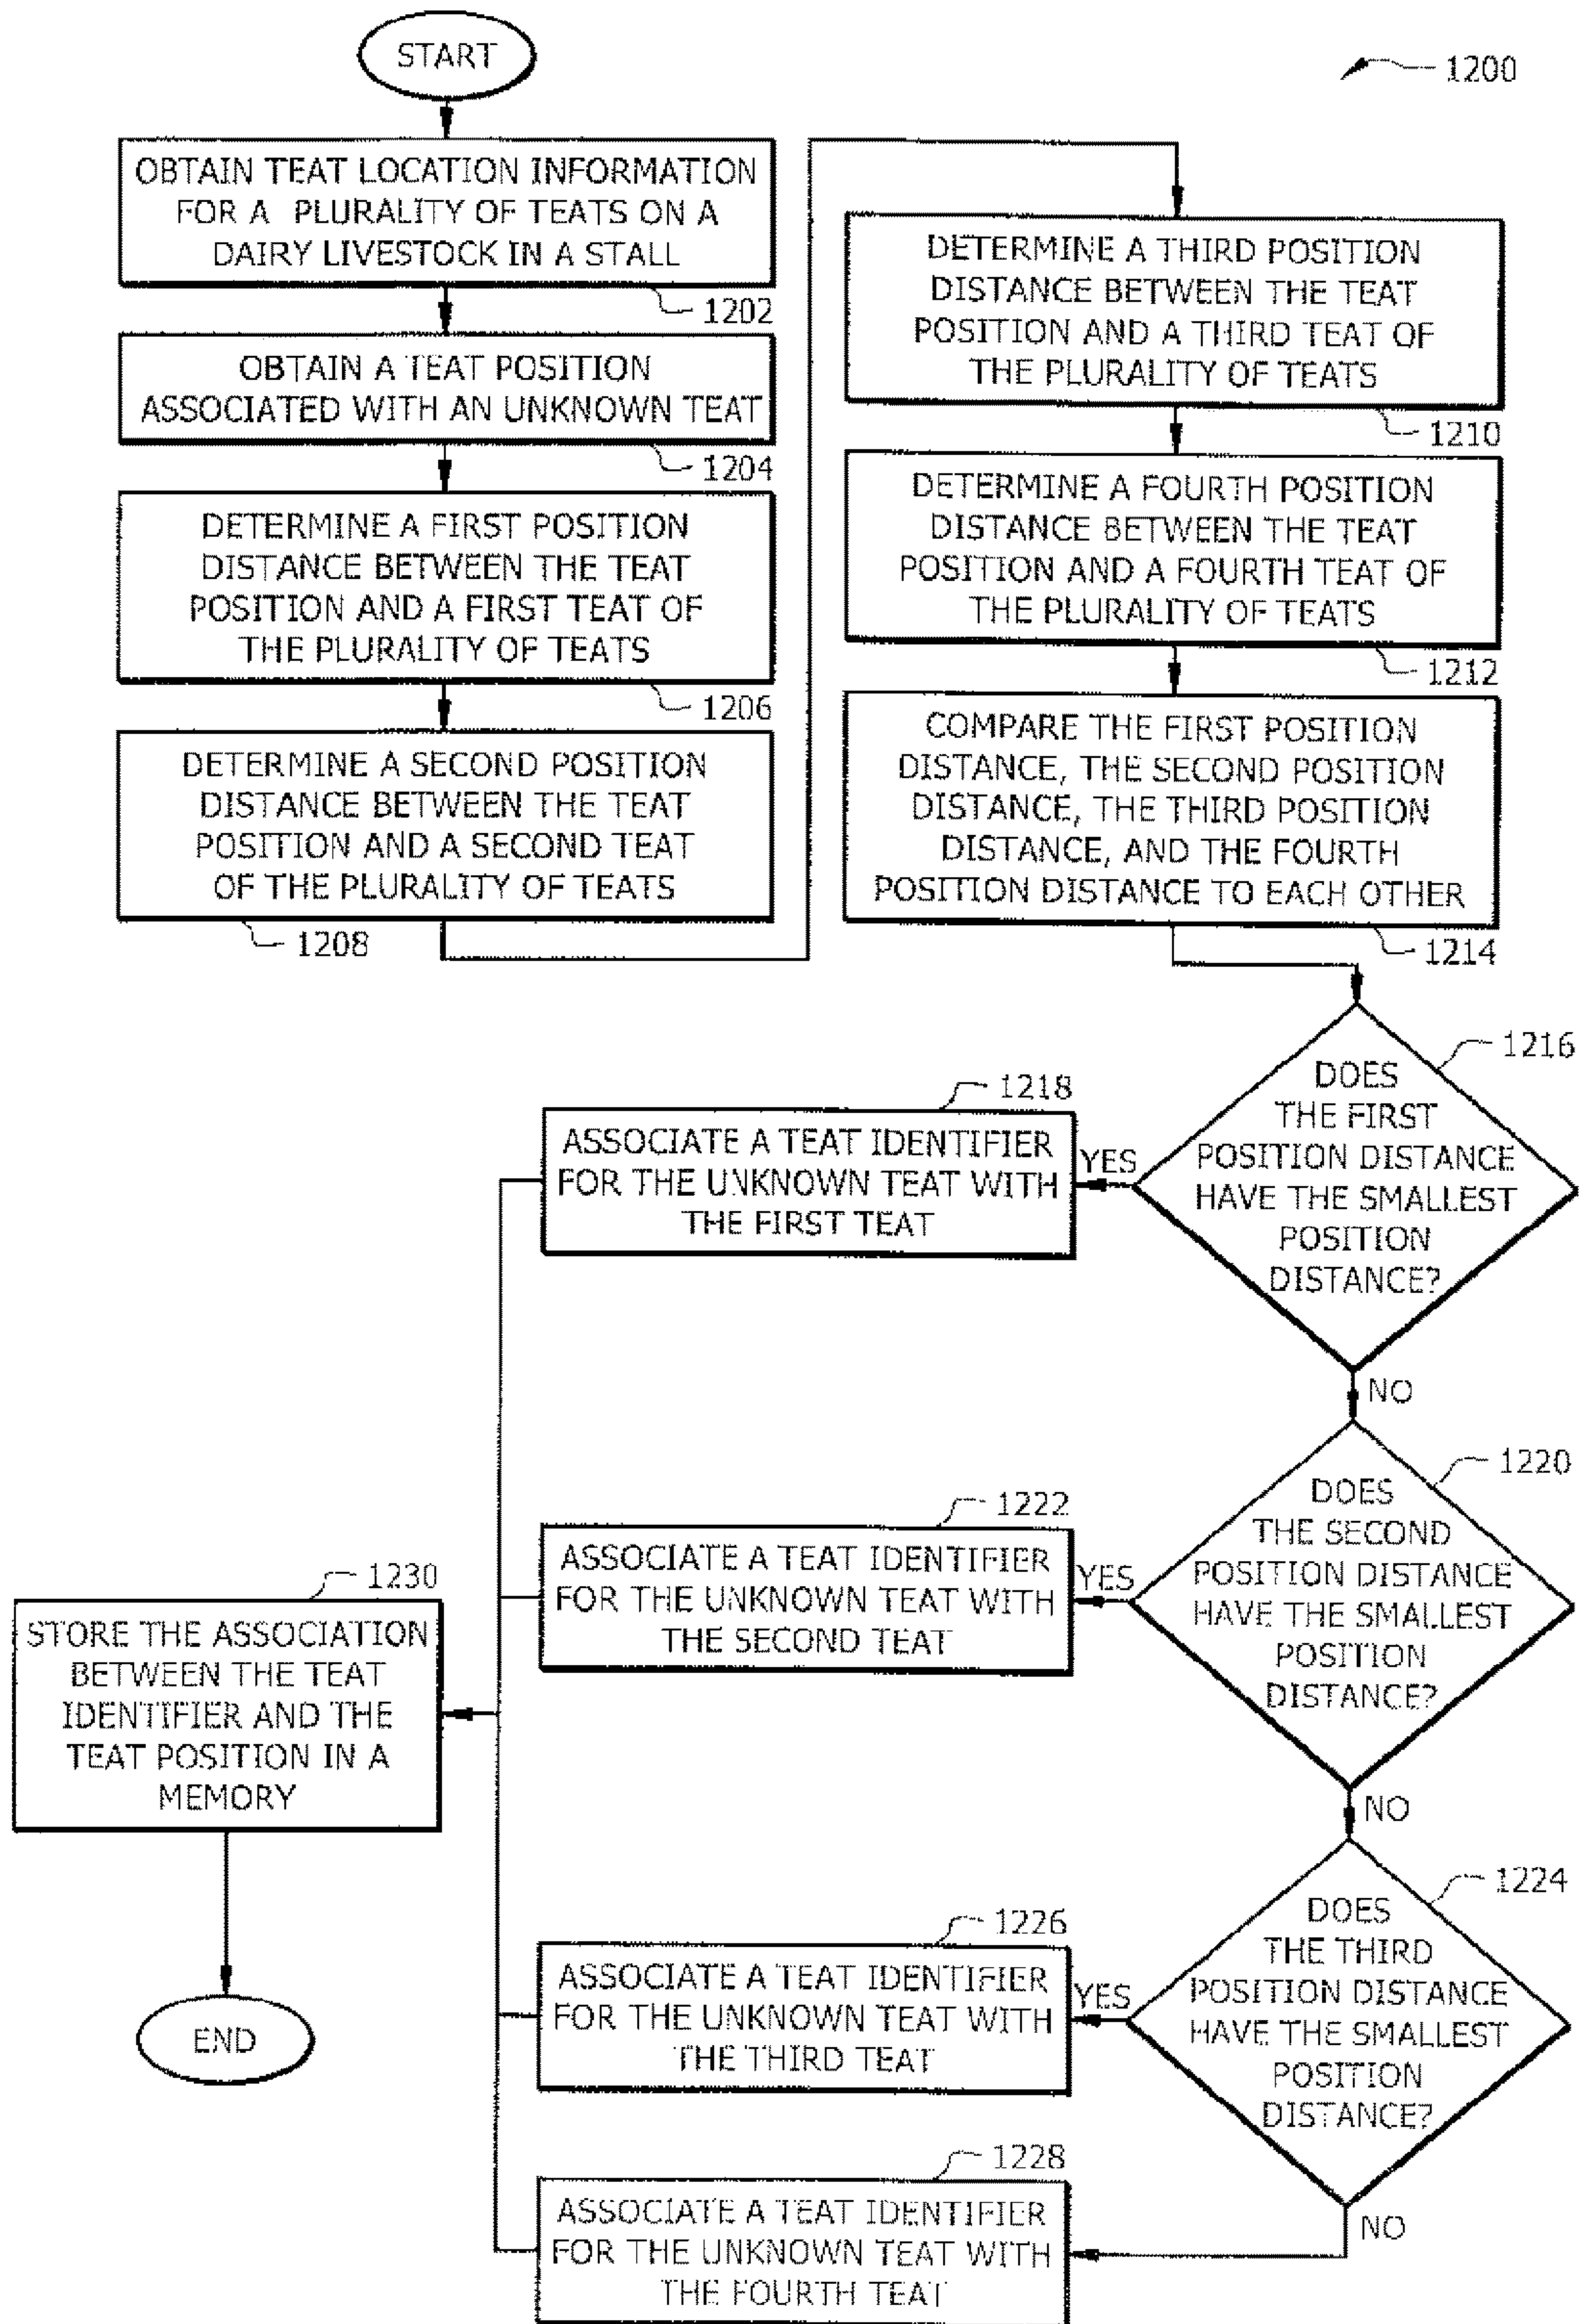 START
1200
OBTAIN TEAT LOCATION INFORMATION
FOR A PLURALITY OF TEATS ON A
DAIRY LIVESTOCK IN A STALL
1202
OBTAIN A TEAT POSITION
ASSOCIATED WITH AN UNKNOWN TEAT
1204
DETERMINE A FIRST POSITION
DISTANCE BETWEEN THE TEAT
POSITION AND A FIRST TEAT OF
THE PLURALITY OF TEATS
1206
DETERMINE A SECOND POSITION
DISTANCE BETWEEN THE TEAT
POSITION AND A SECOND TEAT
OF THE PLURALITY OF TEATS
1208
DETERMINE A THIRD POSITION
DISTANCE BETWEEN THE TEAT
POSITION AND A THIRD TEAT OF
THE PLURALITY OF TEATS
1210
DETERMINE A FOURTH POSITION
DISTANCE BETWEEN THE TEAT
POSITION AND A FOURTH TEAT OF
THE PLURALITY OF TEATS
1212
COMPARE THE FIRST POSITION
DISTANCE, THE SECOND POSITION
DISTANCE, THE THIRD POSITION
DISTANCE, AND THE FOURTH
POSITION DISTANCE TO EACH OTHER
1214
1216
DOES
THE FIRST
POSITION DISTANCE
HAVE THE SMALLEST
POSITION
DISTANCE?
YES
1218
ASSOCIATE A TEAT IDENTIFIER
FOR THE UNKNOWN TEAT WITH
THE FIRST TEAT
NO
1220
DOES
THE SECOND
POSITION DISTANCE
HAVE THE SMALLEST
POSITION
DISTANCE?
YES
1222
ASSOCIATE A TEAT IDENTIFIER
FOR THE UNKNOWN TEAT WITH
THE SECOND TEAT
NO
1224
DOES
THE THIRD
POSITION DISTANCE
HAVE THE SMALLEST
POSITION
DISTANCE?
YES
1226
ASSOCIATE A TEAT IDENTIFIER
FOR THE UNKNOWN TEAT WITH
THE THIRD TEAT
NO
1228
ASSOCIATE A TEAT IDENTIFIER
FOR THE UNKNOWN TEAT WITH
THE FOURTH TEAT
1230
STORE THE ASSOCIATION
BETWEEN THE TEAT
IDENTIFIER AND THE
TEAT POSITION IN A
MEMORY
END